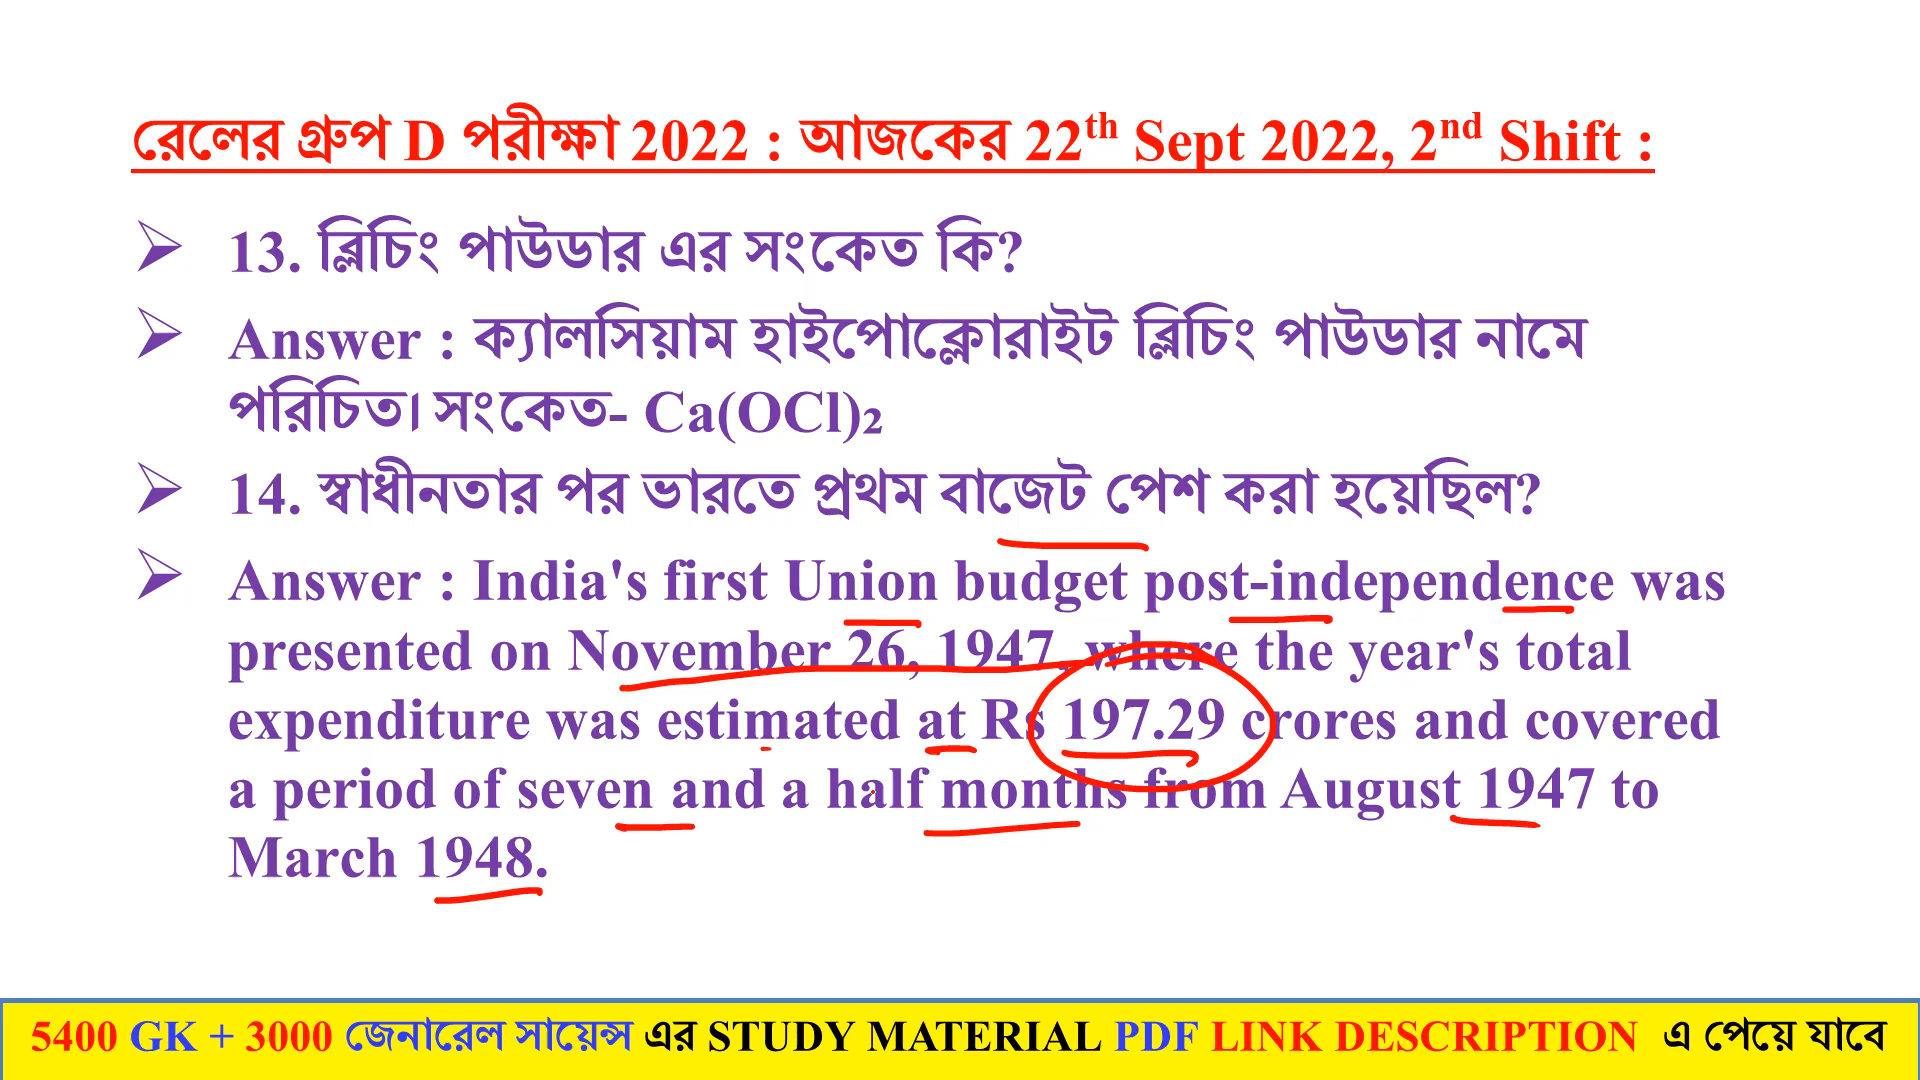 রেলের গ্রুপ D পরীক্ষা 2022 : আজকের 22th Sept 2022, 2nd Shift :
➢ 13. ব্লিচিং পাউডার এর সংকেত কি?
➢ Answer : ক্যালসিয়াম হাইপোক্লোরাইট ব্লিচিং পাউডার নামে
পরিচিত। সংকেত- Ca(OCl)₂
➢ 14. স্বাধীনতার পর ভারতে প্রথম বাজেট পেশ করা হয়েছিল?
➢ Answer : India's first Union budget post-independence was
presented on November 26, 1947, where the year's total
expenditure was estimated at Rs 197.29 crores and covered
a period of seven and a half months from August 1947 to
March 1948.
5400 GK + 3000 জেনারেল সায়েন্স এর STUDY MATERIAL PDF LINK DESCRIPTION এ পেয়ে যাবে